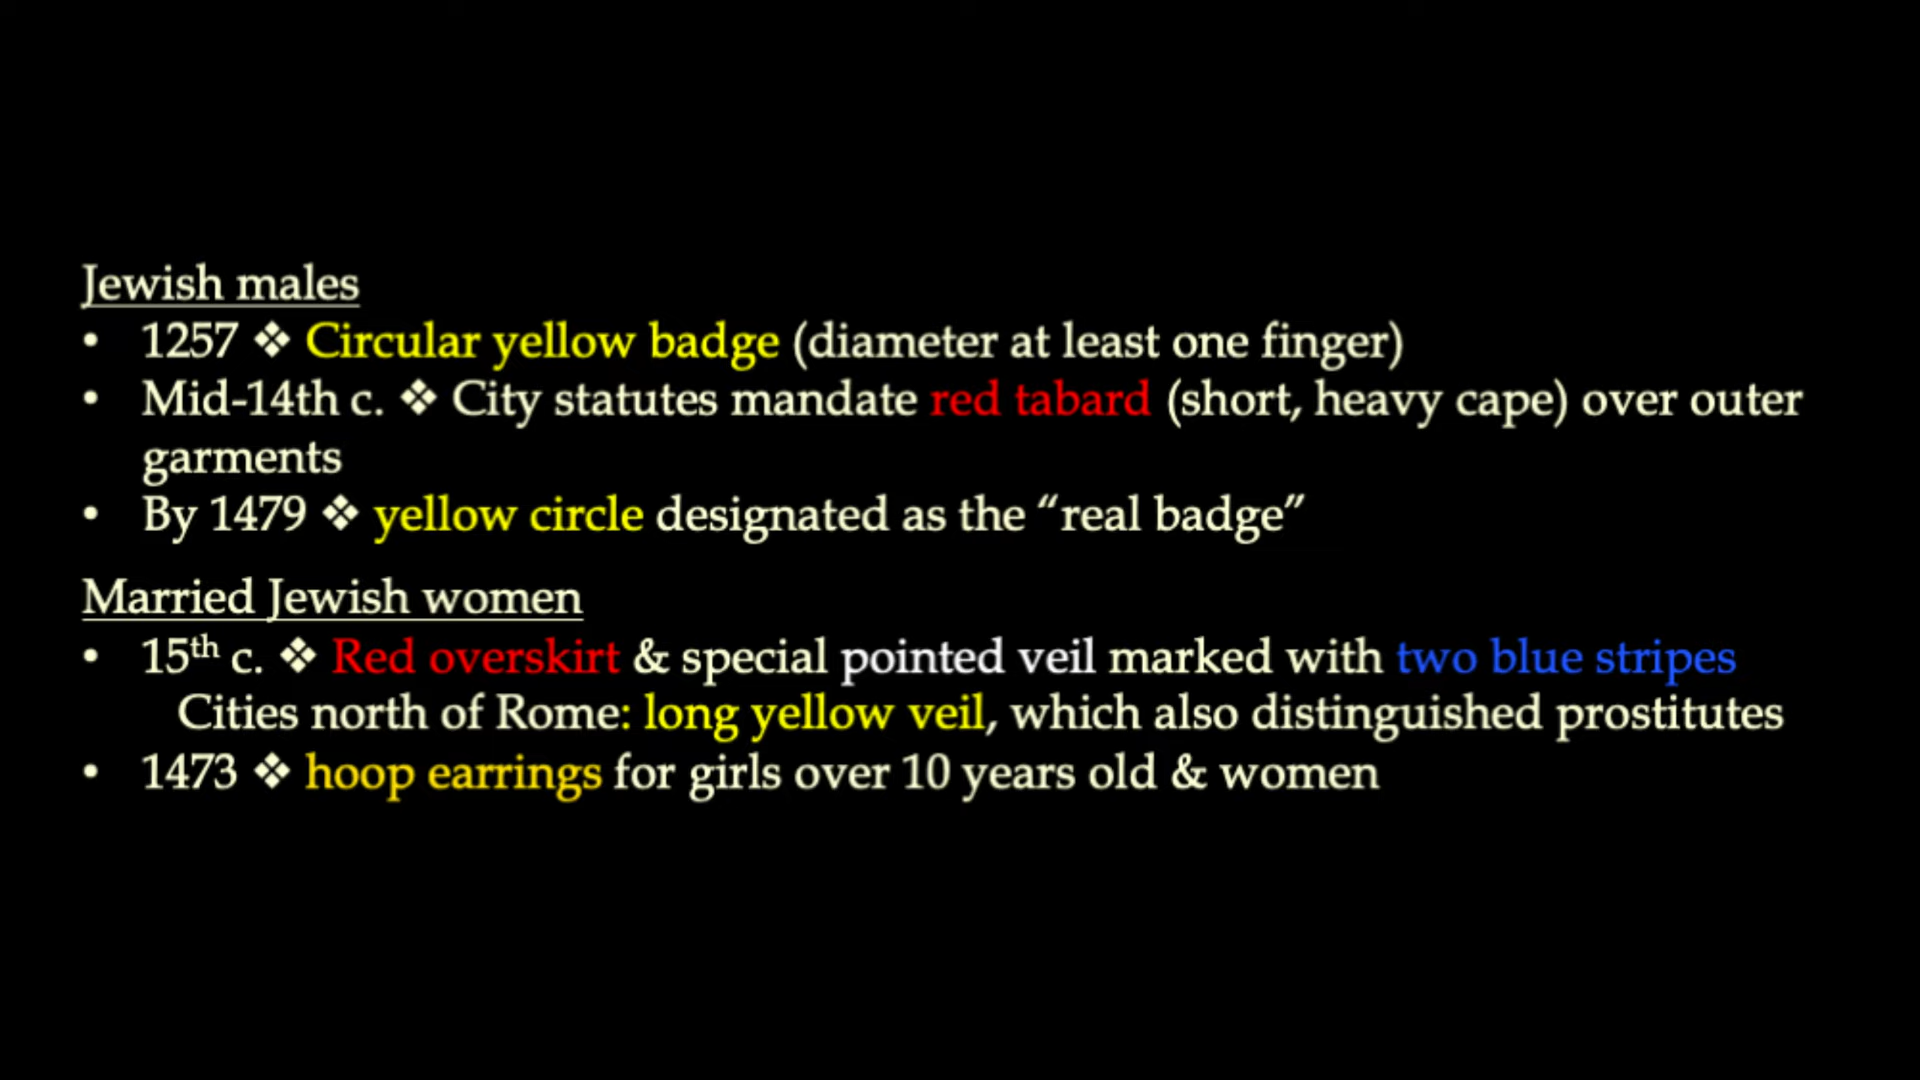 Jewish males
• 1257 ❖ Circular yellow badge (diameter at least one finger)
• Mid-14th c. ❖ City statutes mandate red tabard (short, heavy cape) over outer
garments
• By 1479 ❖ yellow circle designated as the “real badge”
Married Jewish women
• 15th c. ❖ Red overskirt & special pointed veil marked with two blue stripes
Cities north of Rome: long yellow veil, which also distinguished prostitutes
• 1473 ❖ hoop earrings for girls over 10 years old & women